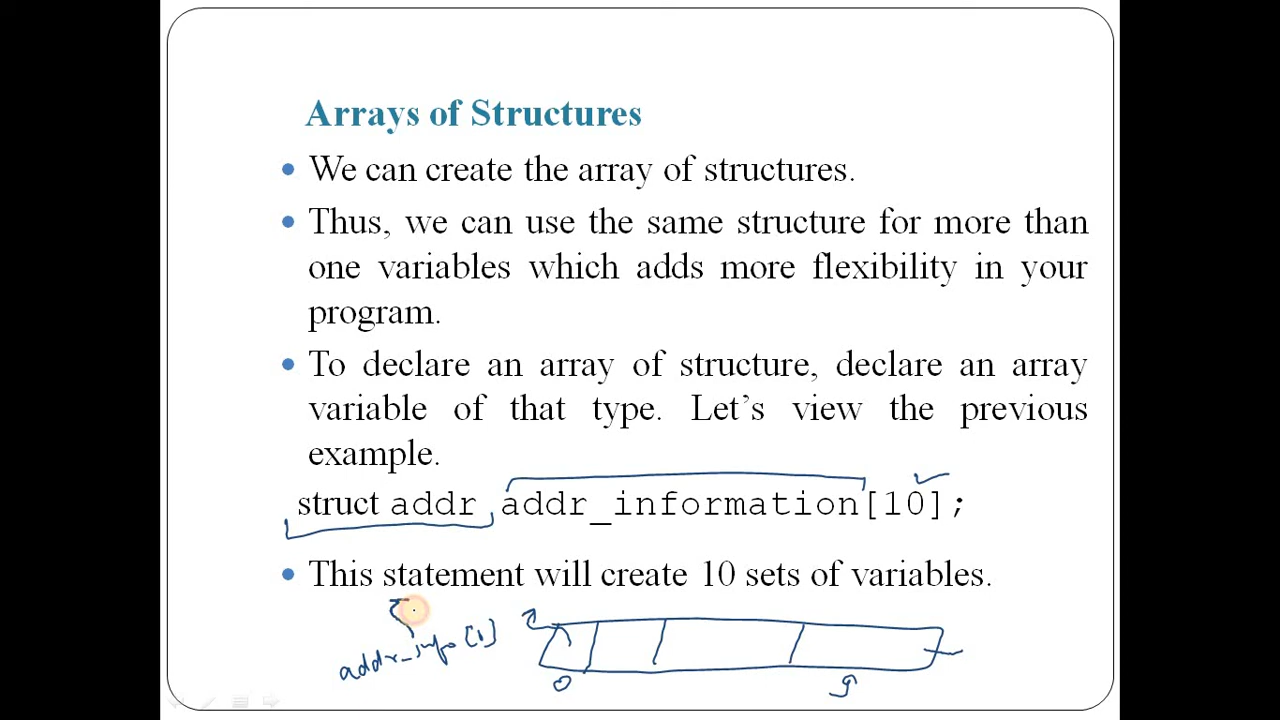 Arrays of Structures
• We can create the array of structures.
• Thus, we can use the same structure for more than
one variables which adds more flexibility in your
program.
• To declare an array of structure, declare an array
variable of that type. Let’s view the previous
example.
struct addr addr_information[10];
• This statement will create 10 sets of variables.
addr_info[1]
0 9